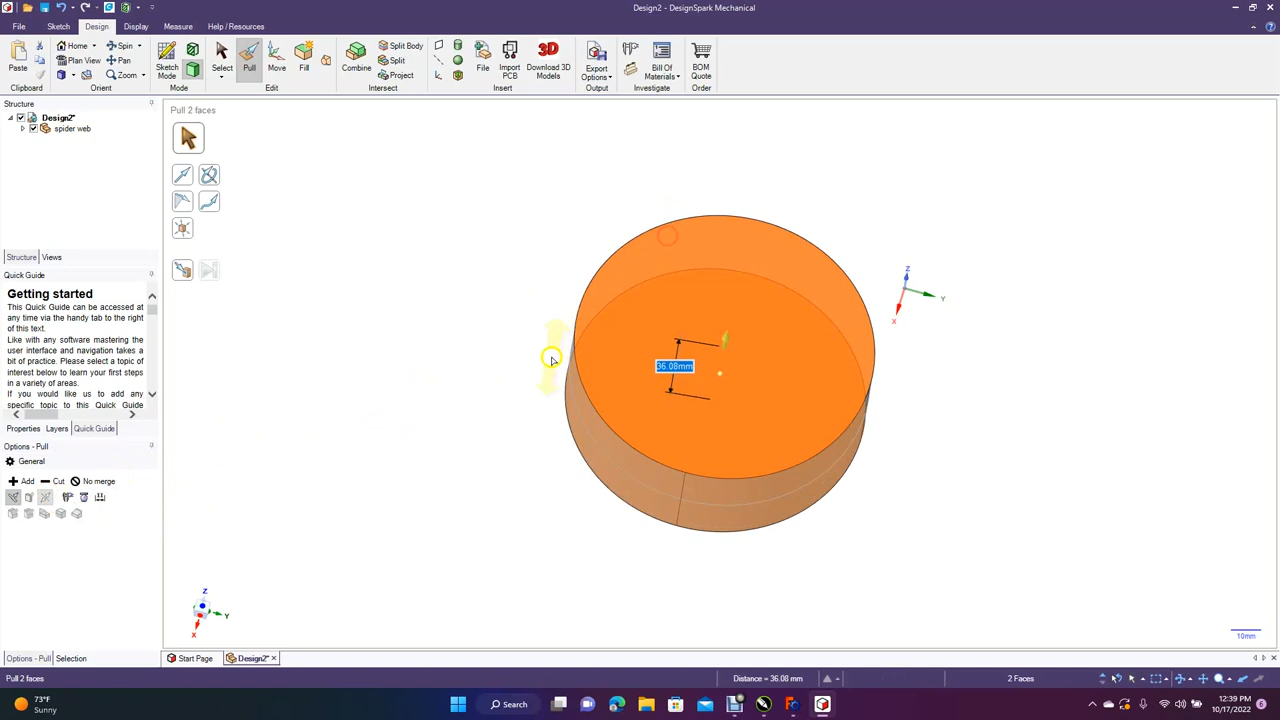 Design2* - DesignSpark Mechanical
File Sketch Design Display Measure Repair Help / Resources
Paste
Home
Plan View
Spin
Pan
Zoom
Sketch Mode
Select
Pull
Move
Fill
Combine
Split Body
Split
Project
File
Import PCB
Download 3D Models
Export Options
Bill Of Materials
BOM Quote
Clipboard Orient Mode Edit Intersect Insert Output Investigate Order
Structure
Design2*
spider web
Structure Views
Quick Guide
Getting started
This Quick Guide can be accessed at
any time via the handy tab to the right
of this text.
Like with any software mastering the
user interface and navigation takes a
bit of practice. Please select a topic of
interest below to learn your first steps
in a variety of areas.
If you would like us to add any
specific topic to this Quick Guide
Properties Layers Quick Guide
Options - Pull
General
Add Cut No merge
Pull 2 faces
36.08mm
Z
Y
X
Z
Y
X
10mm
Options - Pull Selection
Start Page Design2*
Pull 2 faces Distance = 36.08 mm 2 Faces
73°F
Sunny
Search
12:39 PM
10/17/2022